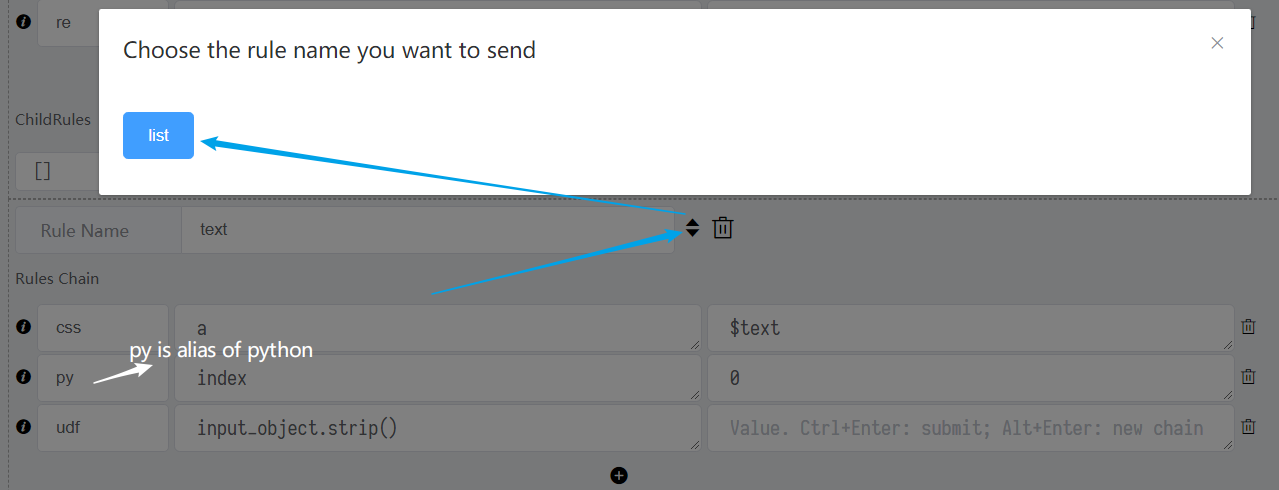 re
Choose the rule name you want to send
list
ChildRules
[]
Rule Name text
Rules Chain
css a $text
py is alias of python
py index 0
udf input_object.strip() Value. Ctrl+Enter: submit; Alt+Enter: new chain